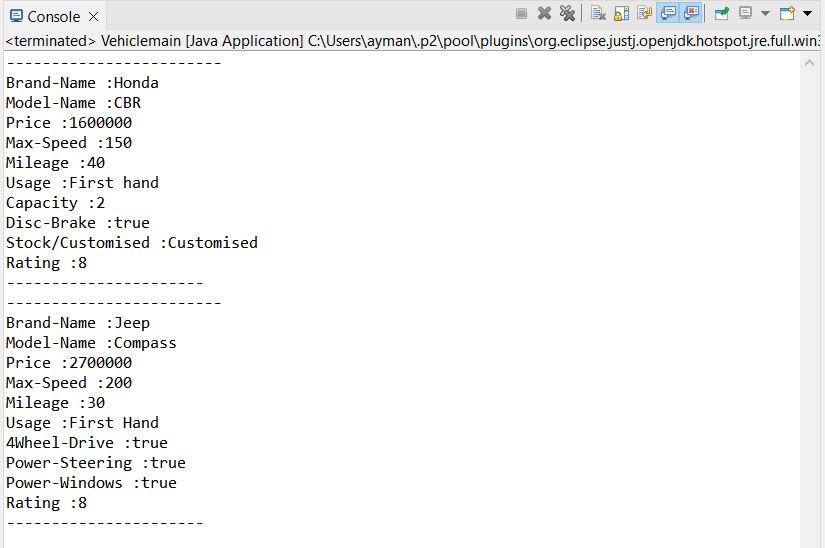 Console
<terminated> Vehiclemain [Java Application] C:\Users\ayman\.p2\pool\plugins\org.eclipse.justj.openjdk.hotspot.jre.full.win3
------------------------
Brand-Name :Honda
Model-Name :CBR
Price :1600000
Max-Speed :150
Mileage :40
Usage :First hand
Capacity :2
Disc-Brake :true
Stock/Customised :Customised
Rating :8
----------------------
------------------------
Brand-Name :Jeep
Model-Name :Compass
Price :2700000
Max-Speed :200
Mileage :30
Usage :First Hand
4Wheel-Drive :true
Power-Steering :true
Power-Windows :true
Rating :8
----------------------